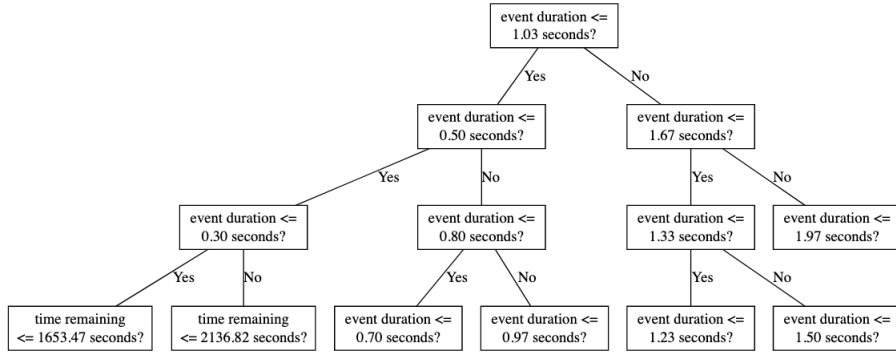 event duration <=
1.03 seconds?
Yes
No
event duration <=
0.50 seconds?
event duration <=
1.67 seconds?
Yes
No
Yes
No
event duration <=
0.30 seconds?
event duration <=
0.80 seconds?
event duration <=
1.33 seconds?
event duration <=
1.97 seconds?
Yes
No
Yes
No
Yes
No
time remaining
<= 1653.47 seconds?
time remaining
<= 2136.82 seconds?
event duration <=
0.70 seconds?
event duration <=
0.97 seconds?
event duration <=
1.23 seconds?
event duration <=
1.50 seconds?